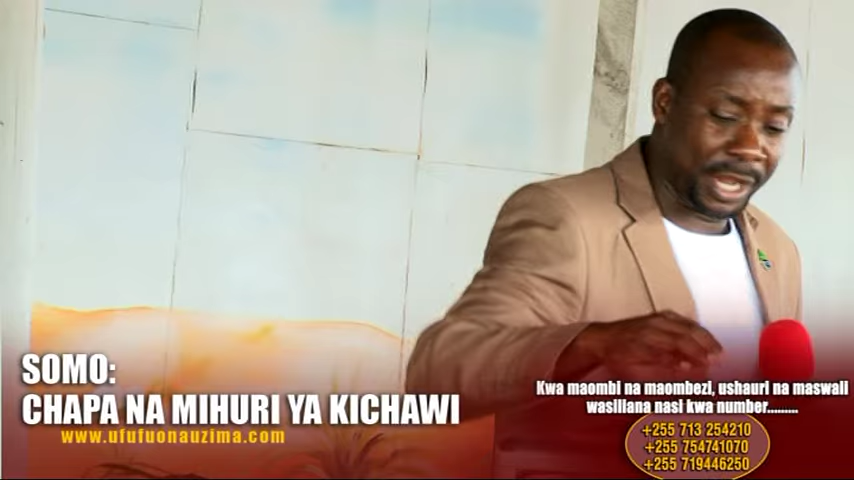 SOMO:
CHAPA NA MIHURI YA KICHAWI
www.ufufuonauzima.com
Kwa maombi na maombezi, ushauri na maswali
wasiliana nasi kwa number.........
+255 713 254210
+255 754741070
+255 719446250